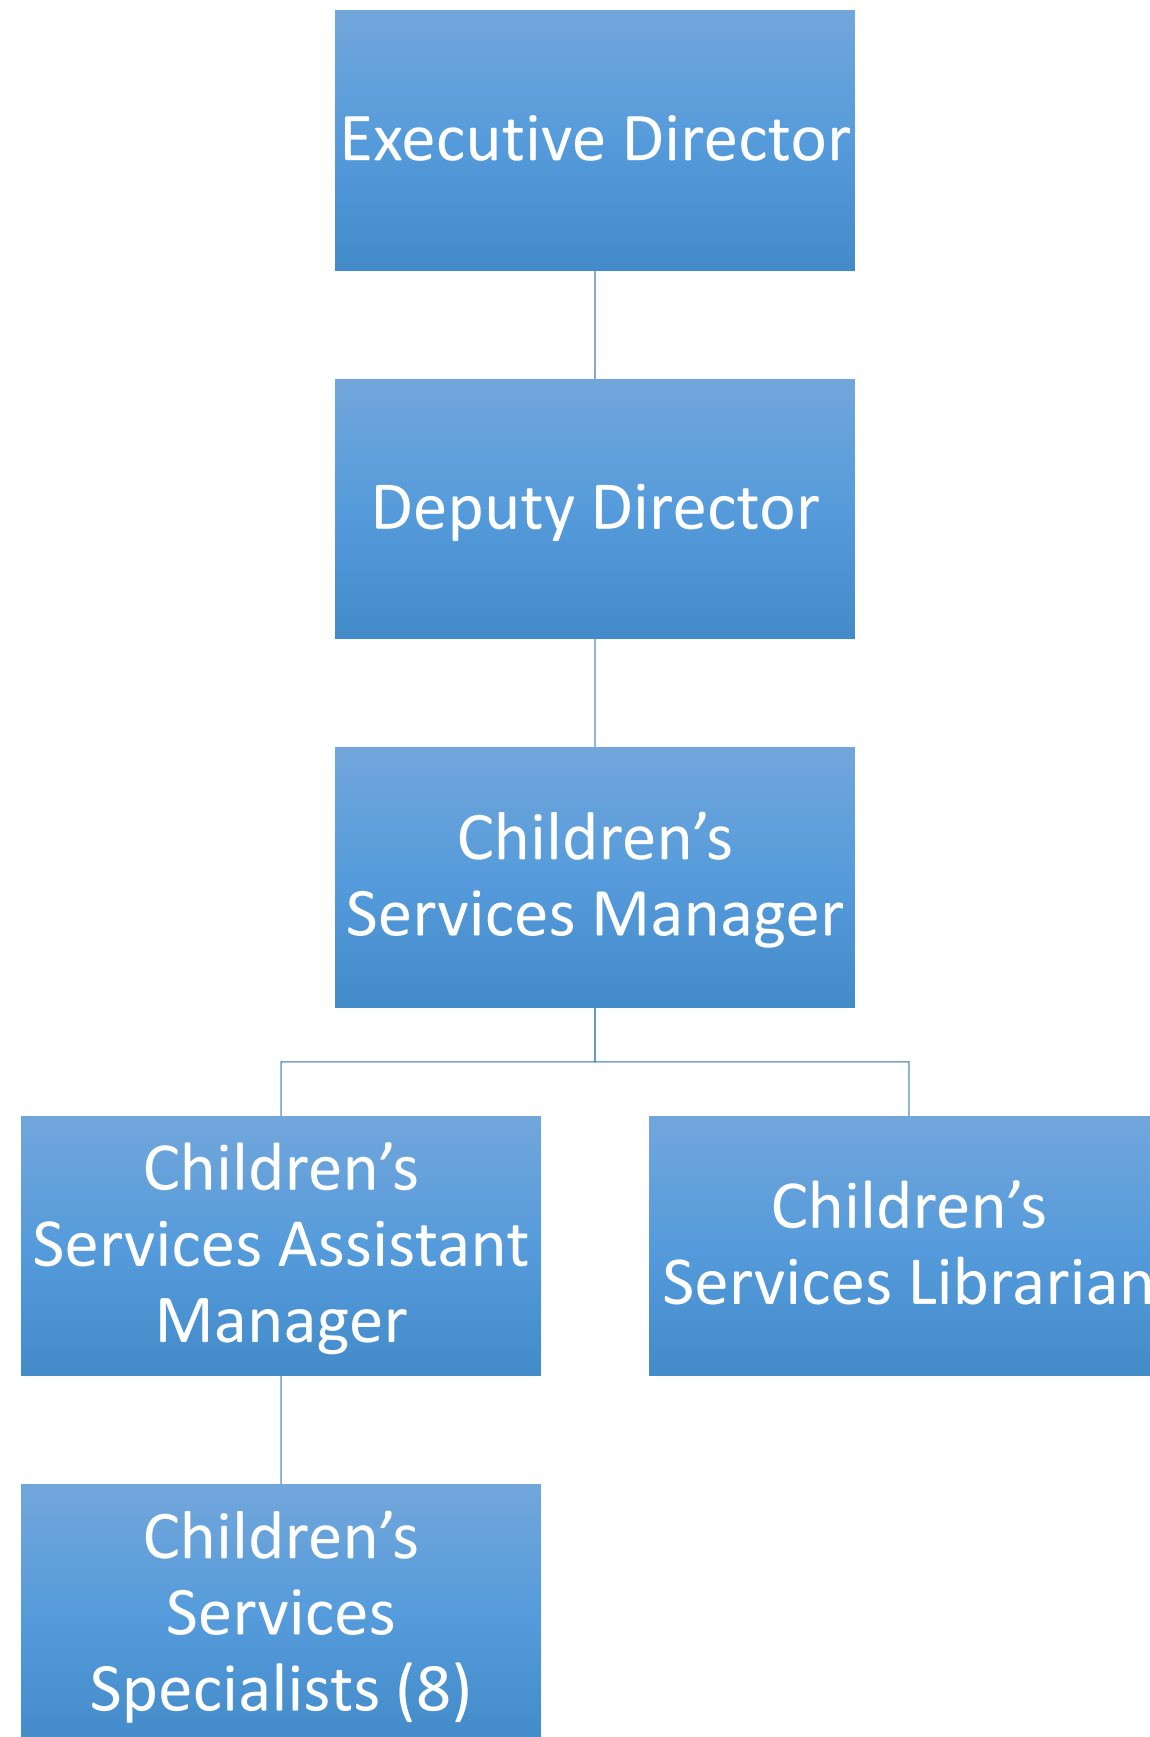 Executive Director
Deputy Director
Children’s
Services Manager
Children’s
Services Assistant
Manager
Children’s
Services Librarian
Children’s
Services
Specialists (8)